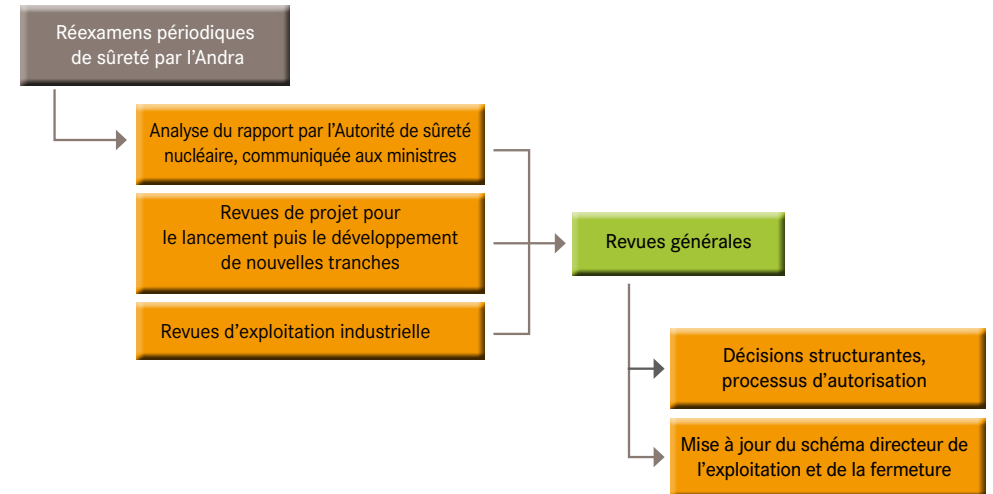 Réexamens périodiques
de sûreté par l'Andra
Analyse du rapport par l'Autorité de sûreté
nucléaire, communiquée aux ministres
Revues de projet pour
le lancement puis le développement
de nouvelles tranches
Revues générales
Revues d'exploitation industrielle
Décisions structurantes,
processus d'autorisation
Mise à jour du schéma directeur de
l'exploitation et de la fermeture